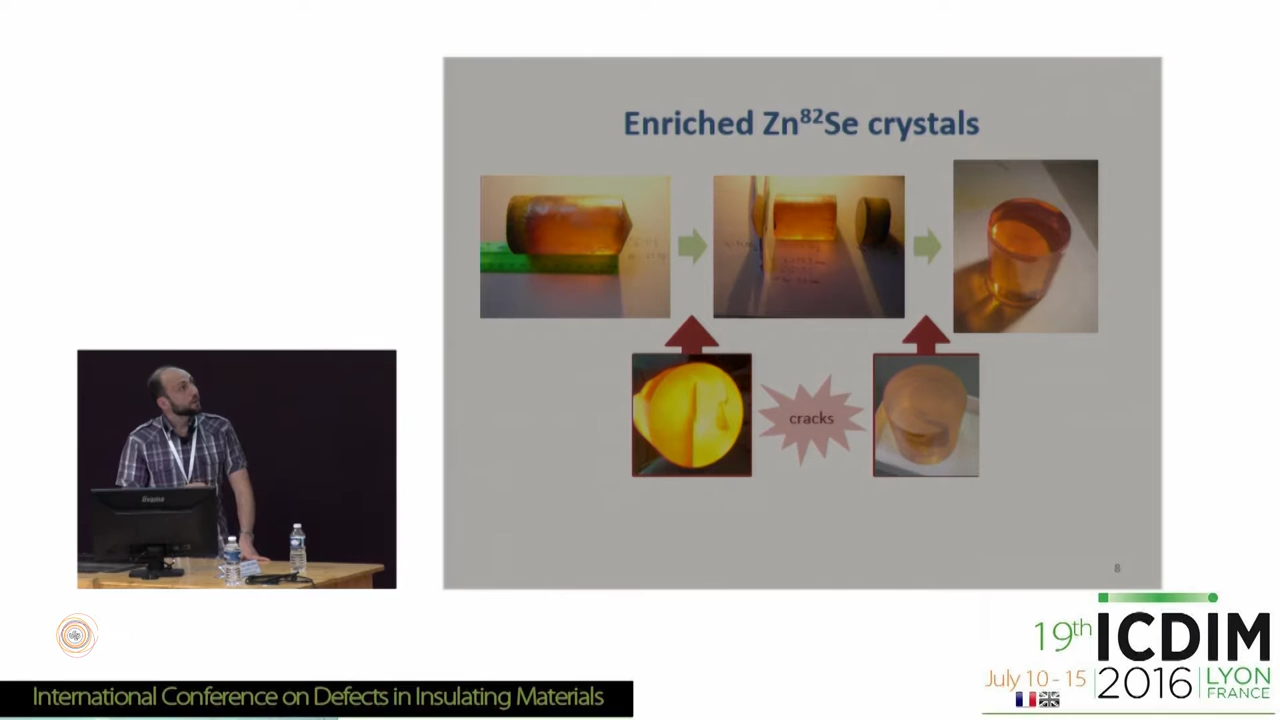 Enriched Zn⁸²Se crystals
cracks
8
iiyama
19th ICDIM
July 10 - 15 2016 LYON FRANCE
International Conference on Defects in Insulating Materials